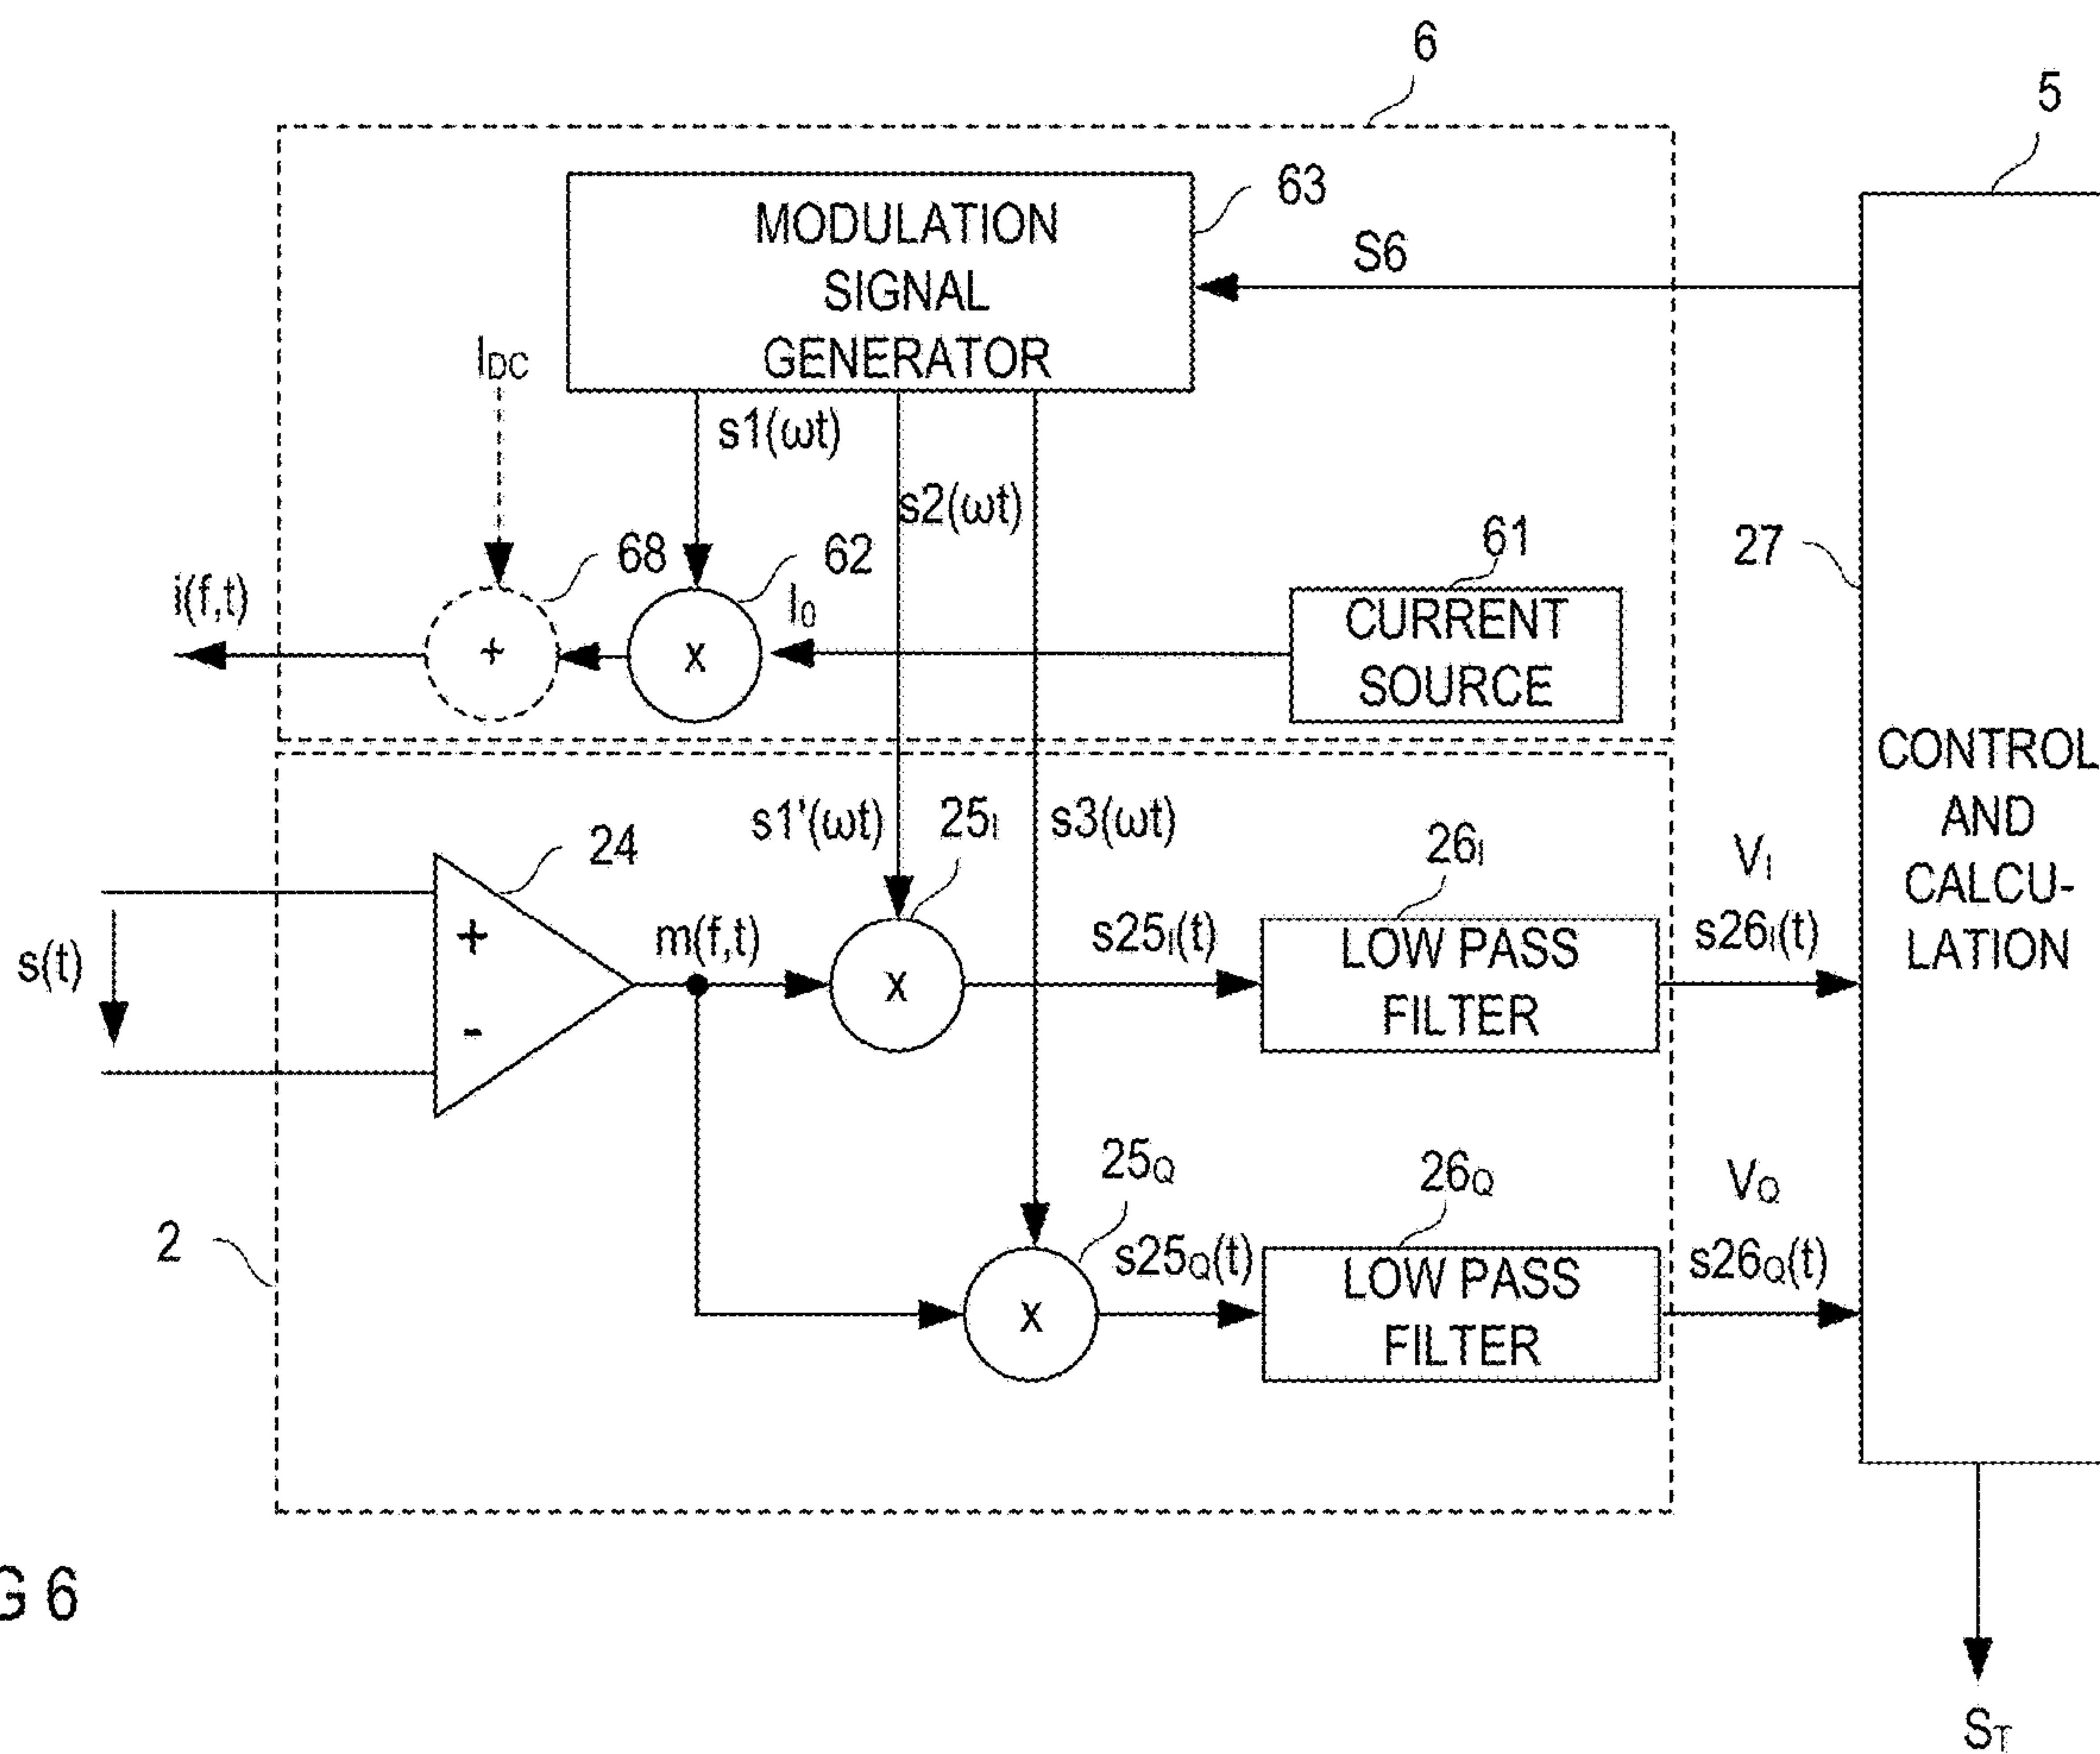 6
5
63
MODULATION
SIGNAL
GENERATOR
S6
IDC
s1(ωt)
s2(ωt)
68
62
61
27
i(f,t)
I0
+
x
CURRENT
SOURCE
CONTROL
AND
CALCU-
LATION
s1'(ωt)
25I
s3(ωt)
24
26I
VI
s(t)
+
-
m(f,t)
x
s25I(t)
LOW PASS
FILTER
s26I(t)
25Q
26Q
VQ
2
x
s25Q(t)
LOW PASS
FILTER
s26Q(t)
G 6
ST